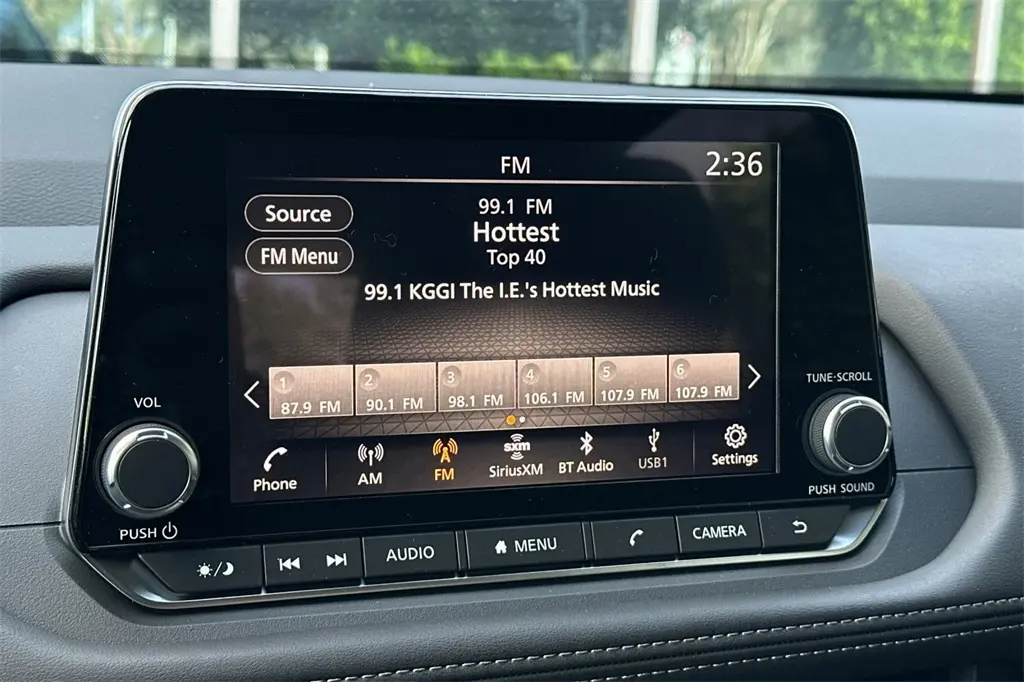 FM
2:36
Source
99.1 FM
Hottest
FM Menu
Top 40
99.1 KGGI The I.E.'s Hottest Music
1
87.9 FM
2
90.1 FM
3
98.1 FM
4
106.1 FM
5
107.9 FM
6
107.9 FM
Phone
AM
FM
sxm
SiriusXM
BT Audio
USB1
Settings
VOL
PUSH
TUNE·SCROLL
PUSH SOUND
AUDIO
MENU
CAMERA